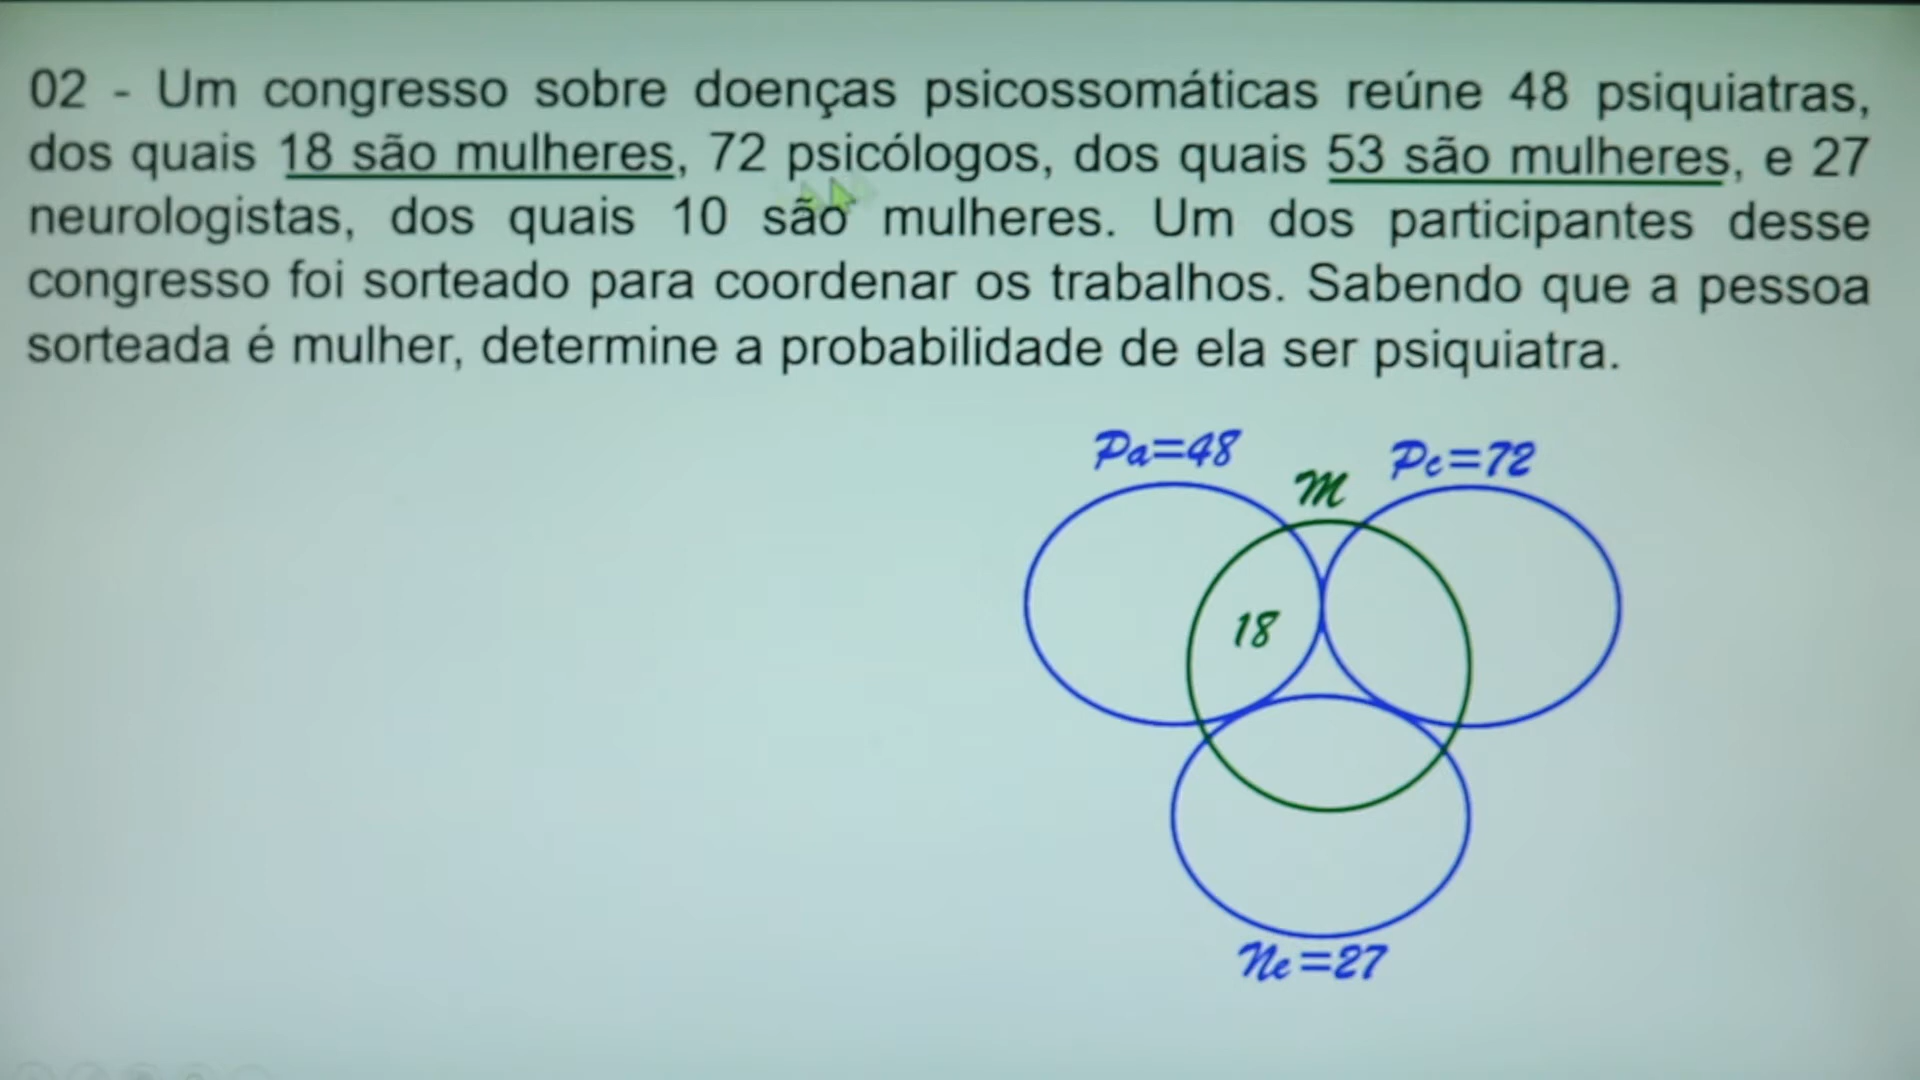 02 - Um congresso sobre doenças psicossomáticas reúne 48 psiquiatras,
dos quais 18 são mulheres, 72 psicólogos, dos quais 53 são mulheres, e 27
neurologistas, dos quais 10 são mulheres. Um dos participantes desse
congresso foi sorteado para coordenar os trabalhos. Sabendo que a pessoa
sorteada é mulher, determine a probabilidade de ela ser psiquiatra.
Pa=48
M
Pc=72
18
Ne=27